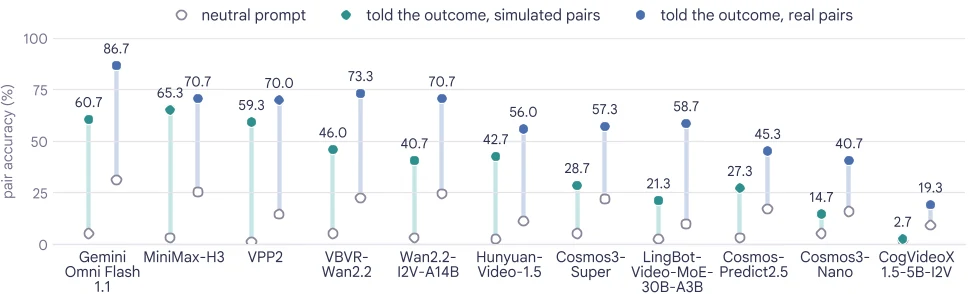 neutral prompt
told the outcome, simulated pairs
told the outcome, real pairs
pair accuracy (%)
100
75
50
25
0
60.7
86.7
65.3
70.7
59.3
70.0
46.0
73.3
40.7
70.7
42.7
56.0
28.7
57.3
21.3
58.7
27.3
45.3
14.7
40.7
2.7
19.3
Gemini
Omni Flash
1.1
MiniMax-H3
VPP2
VBVR-
Wan2.2
Wan2.2-
I2V-A14B
Hunyuan-
Video-1.5
Cosmos3-
Super
LingBot-
Video-MoE-
30B-A3B
Cosmos-
Predict2.5
Cosmos3-
Nano
CogVideoX
1.5-5B-I2V